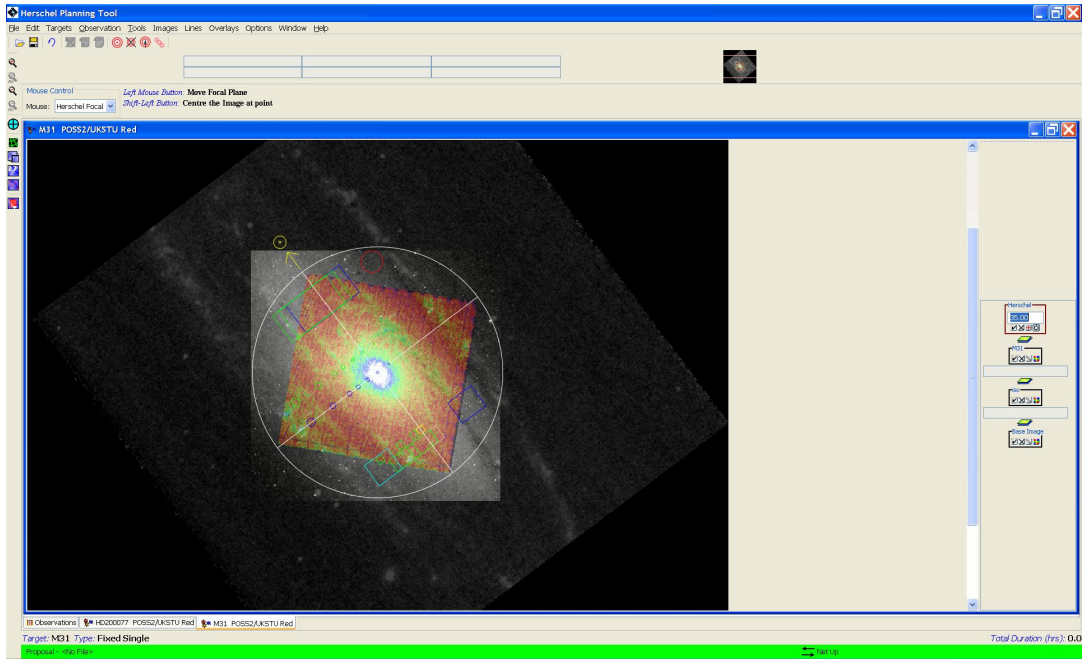 Herschel Planning Tool
File Edit Targets Observation Tools Images Lines Overlays Options Window Help
Mouse Control
Mouse: Herschel Focal
Left Mouse Button: Move Focal Plane
Shift-Left Button: Centre the Image at point
M31 POSS2/UKSTU Red
Herschel
35.00
M31
Iso
Base Image
Observations HD200077 POSS2/UKSTU Red M31 POSS2/UKSTU Red
Target: M31 Type: Fixed Single Total Duration (hrs): 0.0
Proposal - <No File> Net Up